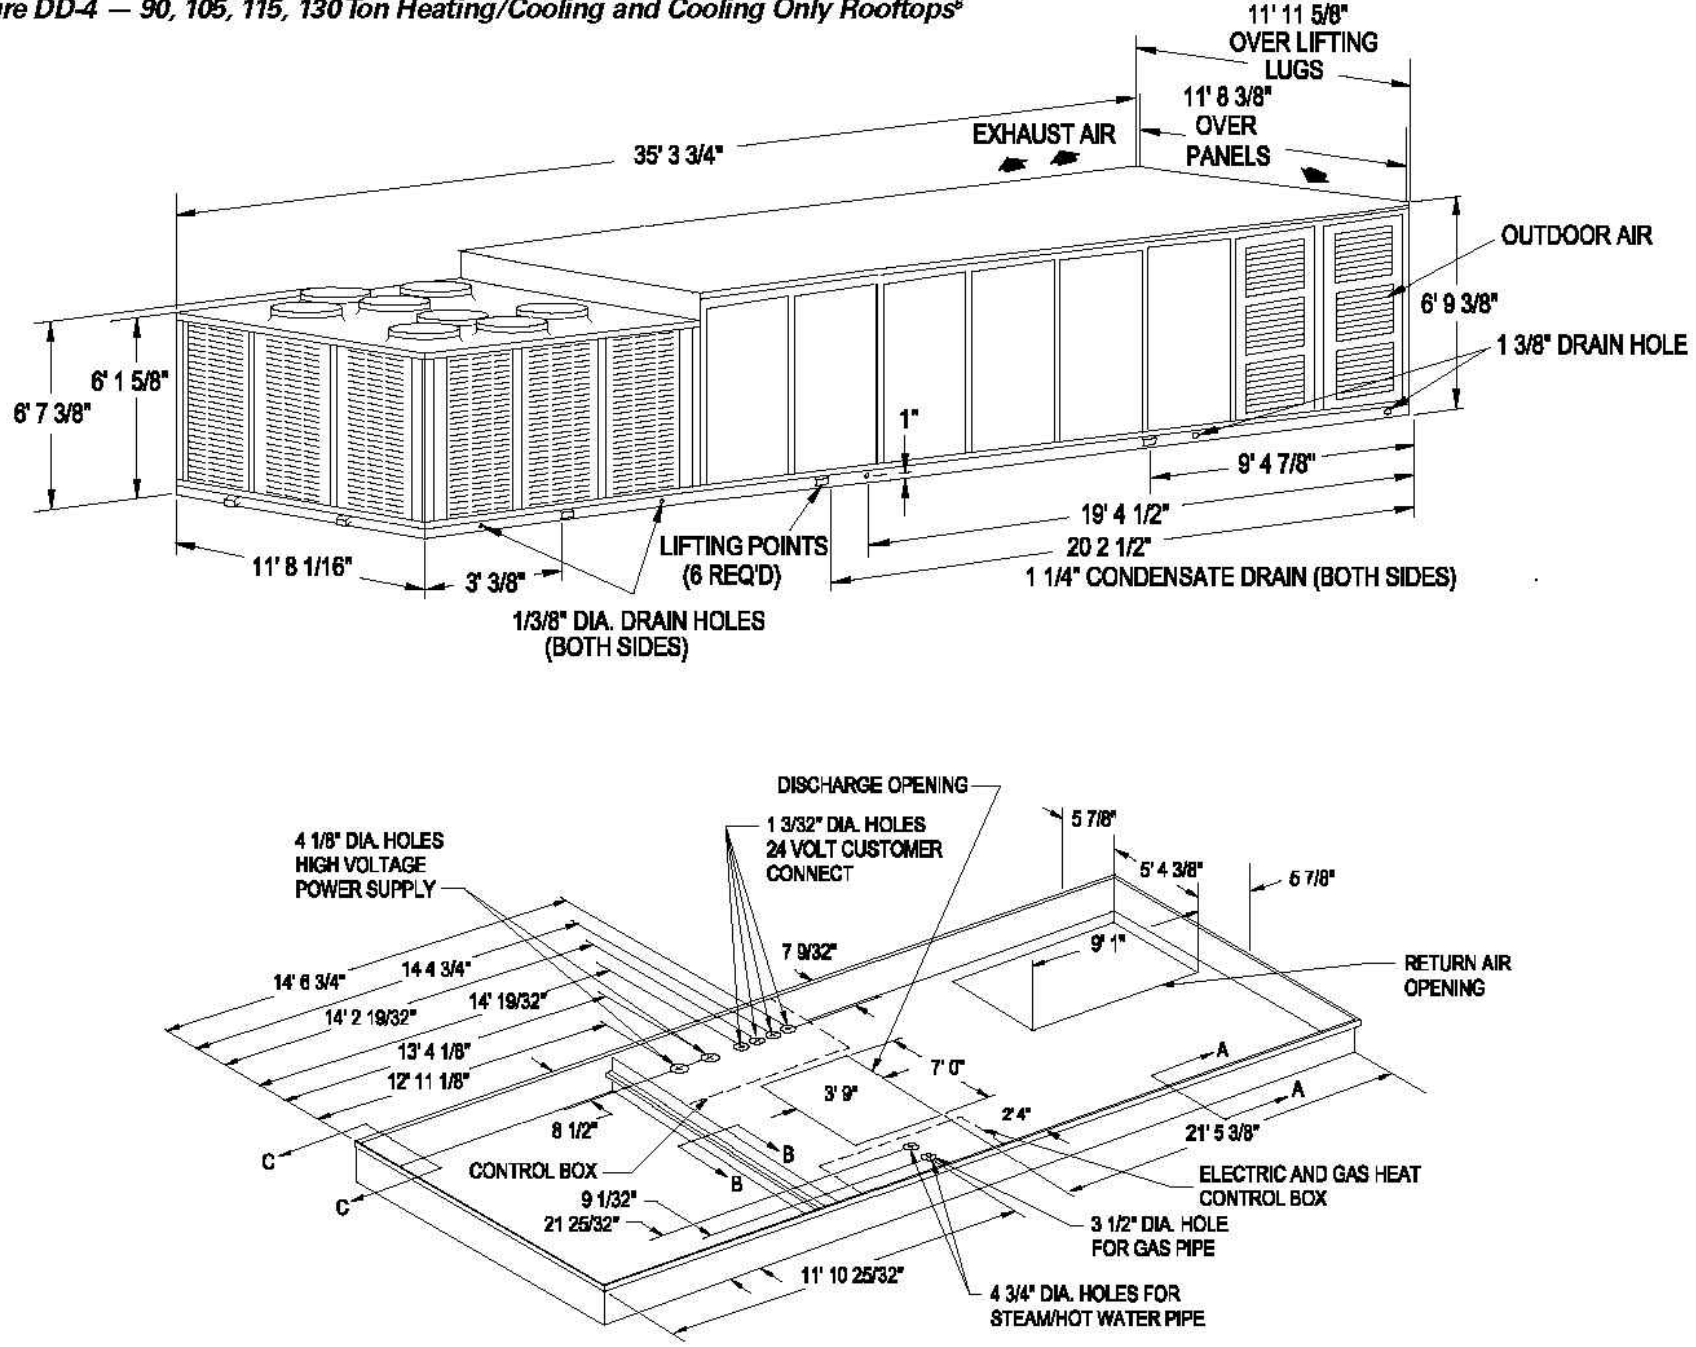 re DD-4 — 90, 105, 115, 130 Ton Heating/Cooling and Cooling Only Rooftops
11' 11 5/8"
OVER LIFTING
LUGS
11' 8 3/8"
OVER
PANELS
EXHAUST AIR
35' 3 3/4"
OUTDOOR AIR
6' 9 3/8"
1 3/8" DRAIN HOLE
6' 1 5/8"
6' 7 3/8"
1"
9' 4 7/8"
19' 4 1/2"
20 2 1/2"
1 1/4" CONDENSATE DRAIN (BOTH SIDES)
LIFTING POINTS
(6 REQ'D)
11' 8 1/16"
3' 3/8"
1/3/8" DIA. DRAIN HOLES
(BOTH SIDES)
DISCHARGE OPENING
4 1/8" DIA. HOLES
HIGH VOLTAGE
POWER SUPPLY
1 3/32" DIA. HOLES
24 VOLT CUSTOMER
CONNECT
5 7/8"
5' 4 3/8"
5 7/8"
9' 1"
7 9/32"
RETURN AIR
OPENING
14' 6 3/4"
14 4 3/4"
14' 2 19/32"
14' 19/32"
13' 4 1/8"
12' 11 1/8"
A
A
7' 0"
3' 9"
2' 4"
21' 5 3/8"
8 1/2"
B
B
C
C
CONTROL BOX
9 1/32"
21 25/32"
ELECTRIC AND GAS HEAT
CONTROL BOX
3 1/2" DIA. HOLE
FOR GAS PIPE
11' 10 25/32"
4 3/4" DIA. HOLES FOR
STEAM/HOT WATER PIPE